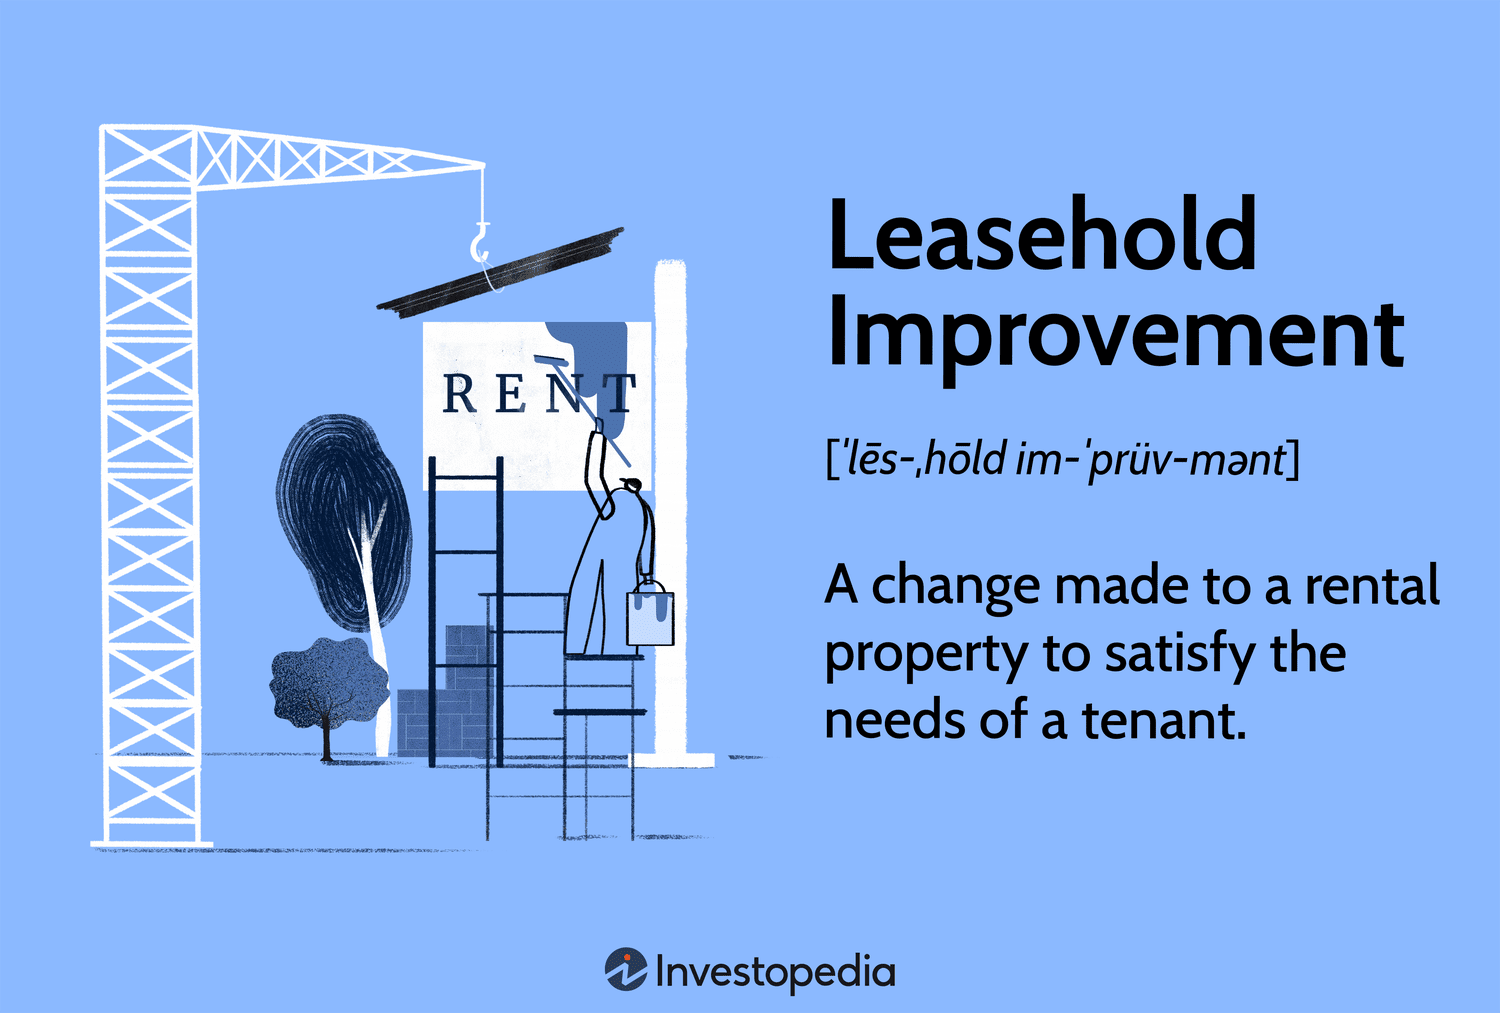 RENT
Leasehold
Improvement
[ˈlēs-ˌhōld im-ˈprüv-mənt]
A change made to a rental
property to satisfy the
needs of a tenant.
Investopedia